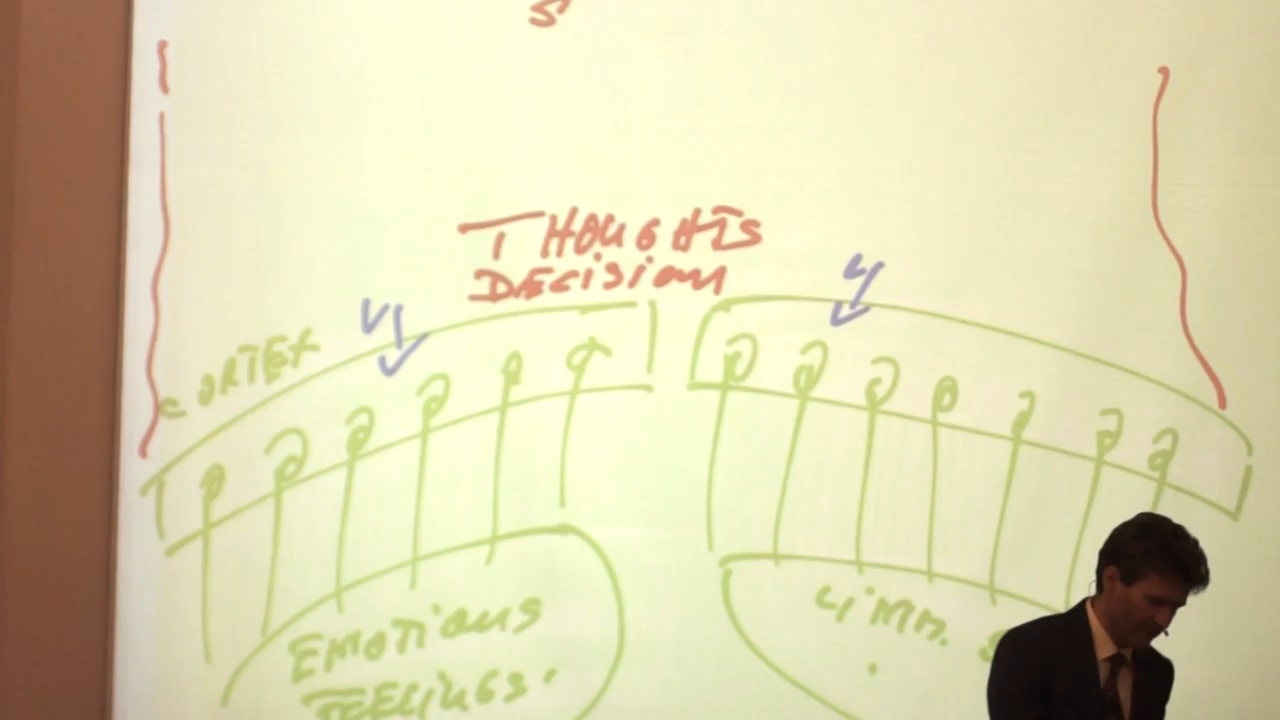 S
THOUGHTS
DECISION
CORTEX
EMOTIONS
FEELINGS.